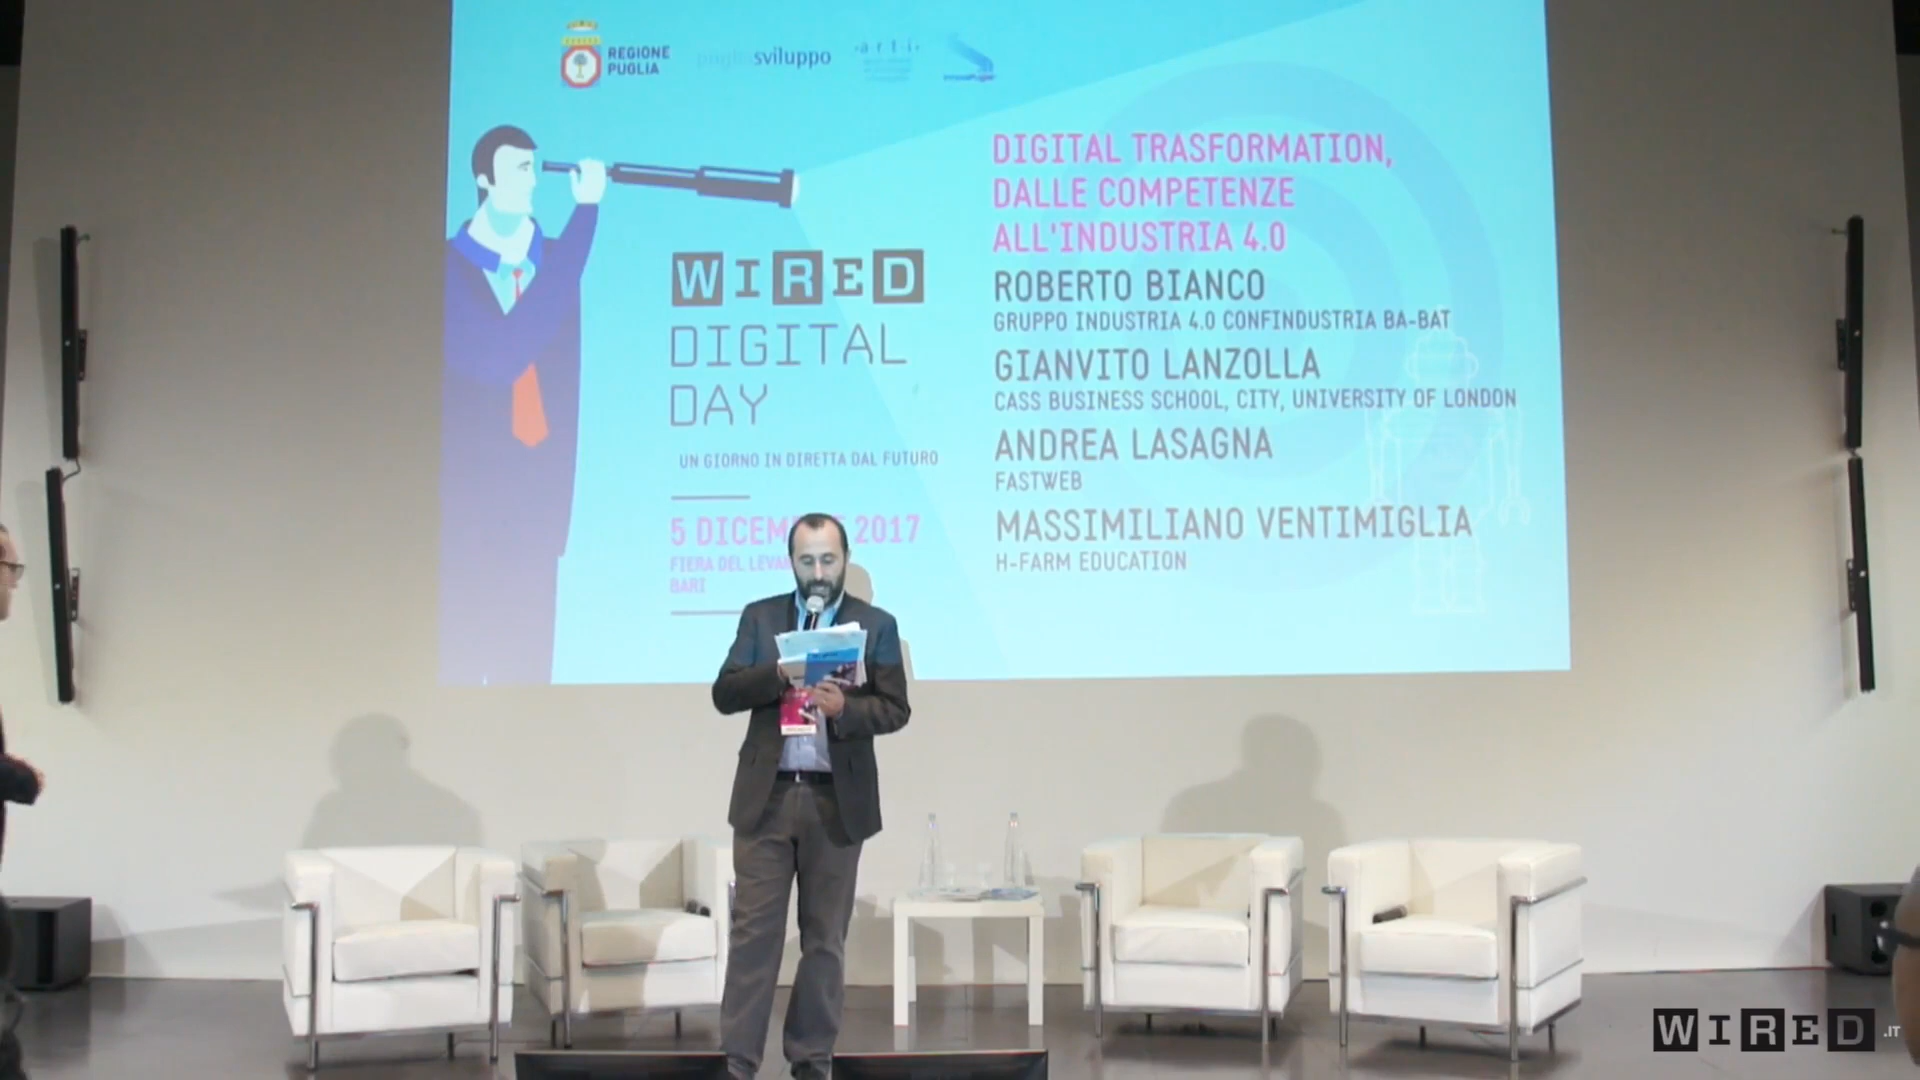 REGIONE
PUGLIA
pugliasviluppo
a r t i
WIRED
DIGITAL
DAY
UN GIORNO IN DIRETTA DAL FUTURO
5 DICEM 2017
FIERA DEL LEVA
BARI
DIGITAL TRASFORMATION,
DALLE COMPETENZE
ALL'INDUSTRIA 4.0
ROBERTO BIANCO
GRUPPO INDUSTRIA 4.0 CONFINDUSTRIA BA-BAT
GIANVITO LANZOLLA
CASS BUSINESS SCHOOL, CITY, UNIVERSITY OF LONDON
ANDREA LASAGNA
FASTWEB
MASSIMILIANO VENTIMIGLIA
H-FARM EDUCATION
WIRED.IT